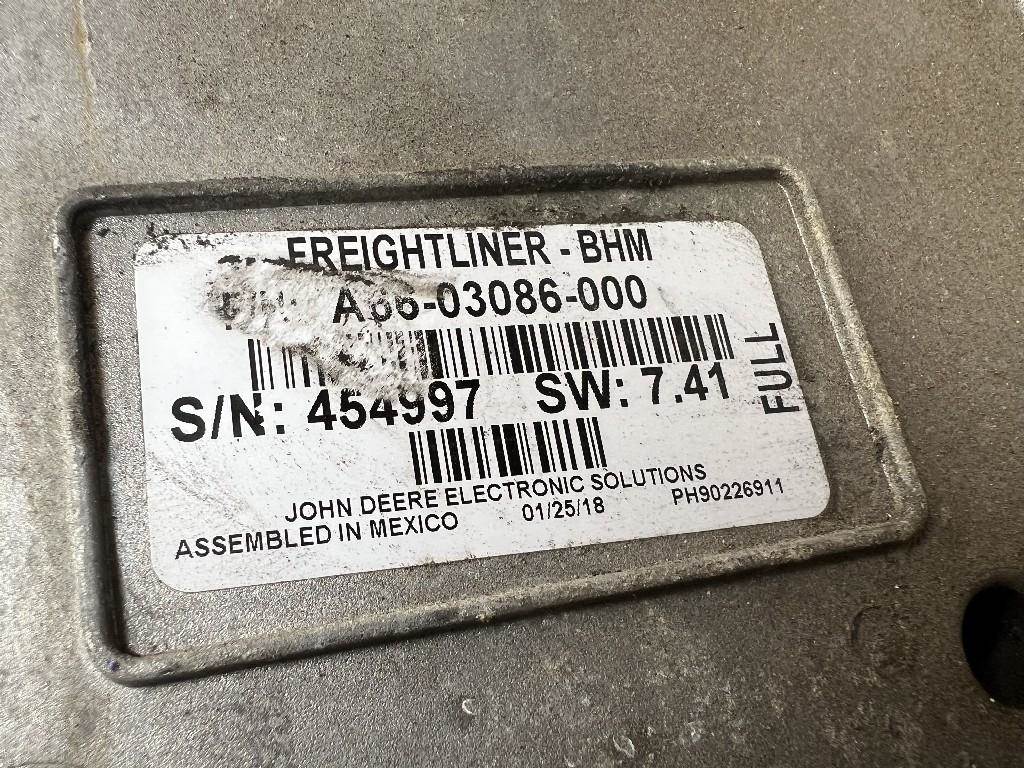 FREIGHTLINER - BHM
P/N: A66-03086-000
S/N: 454997 SW: 7.41
FULL
JOHN DEERE ELECTRONIC SOLUTIONS
ASSEMBLED IN MEXICO 01/25/18 PH90226911